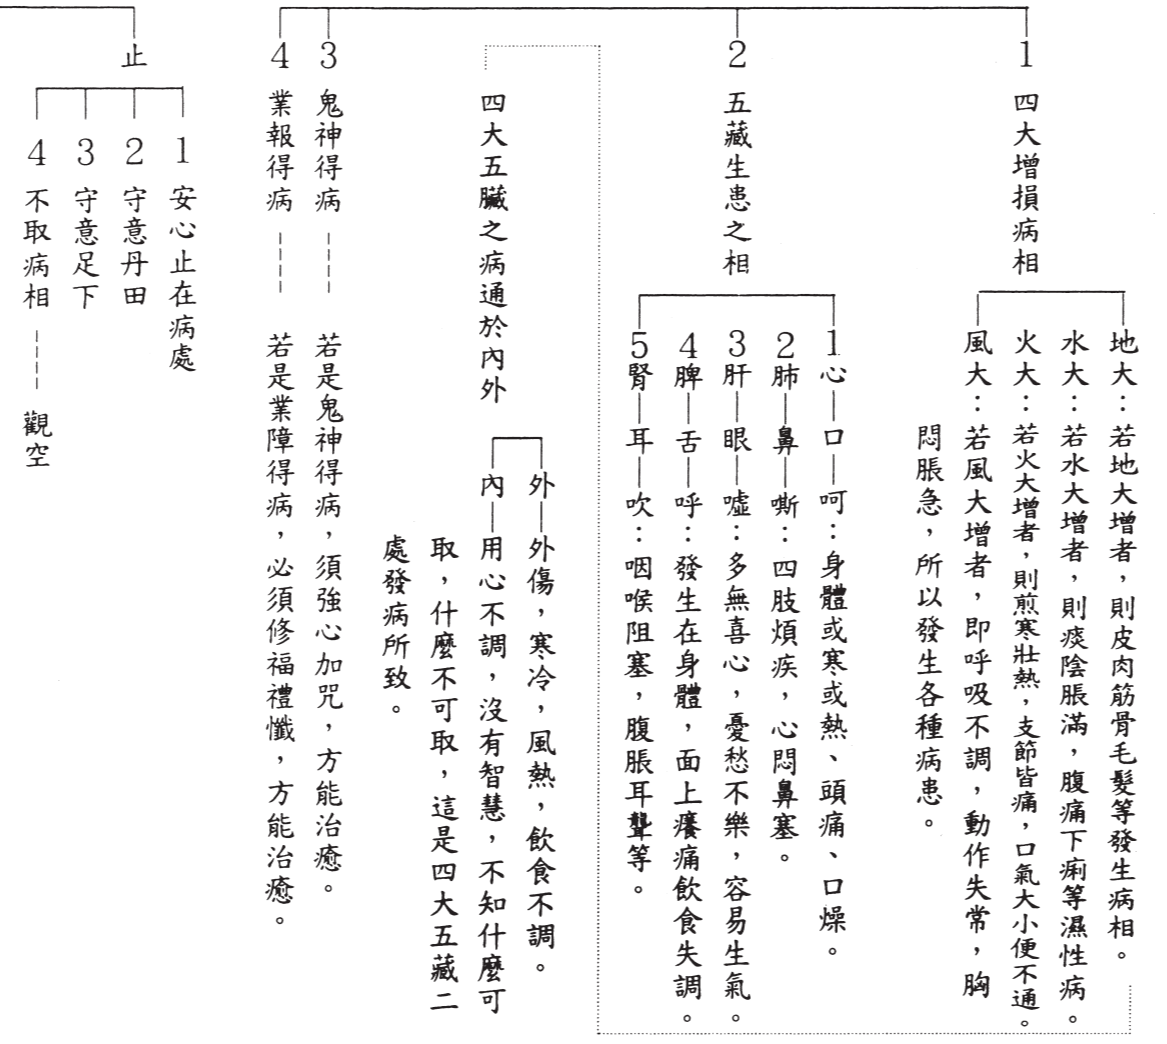 1 四大增損病相
地大：若地大增者，則皮肉筋骨毛髮等發生病相。
水大：若水大增者，則痰陰脹滿，腹痛下痢等濕性病。
火大：若火大增者，則煎寒壯熱，支節皆痛，口氣大小便不通。
風大：若風大增者，即呼吸不調，動作失常，胸
悶脹急，所以發生各種病患。
2 五藏生患之相
1心—口—呵：身體或寒或熱、頭痛、口燥。
2肺—鼻—嘶：四肢煩疾，心悶鼻塞。
3肝—眼—噓：多無喜心，憂愁不樂，容易生氣。
4脾—舌—呼：發生在身體，面上癢痛飲食失調。
5腎—耳—吹：咽喉阻塞，腹脹耳聾等。
四大五臟之病通於內外
外—外傷，寒冷，風熱，飲食不調。
內—用心不調，沒有智慧，不知什麼可
取，什麼不可取，這是四大五藏二
處發病所致。
3 鬼神得病 ---- 若是鬼神得病，須強心加咒，方能治癒。
4 業報得病 ---- 若是業障得病，必須修福禮懺，方能治癒。
止
1 安心止在病處
2 守意丹田
3 守意足下
4 不取病相 ---- 觀空